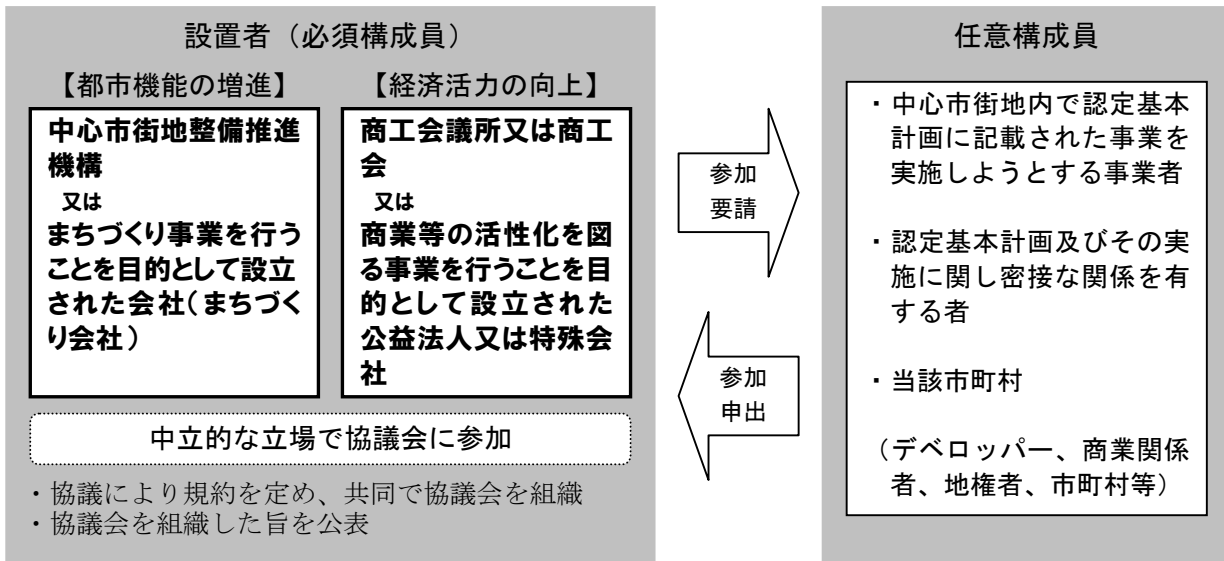 設置者（必須構成員）
【都市機能の増進】
中心市街地整備推進
機構
又は
まちづくり事業を行う
ことを目的として設立
された会社（まちづく
り会社）
【経済活力の向上】
商工会議所又は商工
会
又は
商業等の活性化を図
る事業を行うことを目
的として設立された
公益法人又は特殊会
社
中立的な立場で協議会に参加
・協議により規約を定め、共同で協議会を組織
・協議会を組織した旨を公表
参加
要請
参加
申出
任意構成員
・中心市街地内で認定基本
計画に記載された事業を
実施しようとする事業者
・認定基本計画及びその実
施に関し密接な関係を有
する者
・当該市町村
（デベロッパー、商業関係
者、地権者、市町村等）